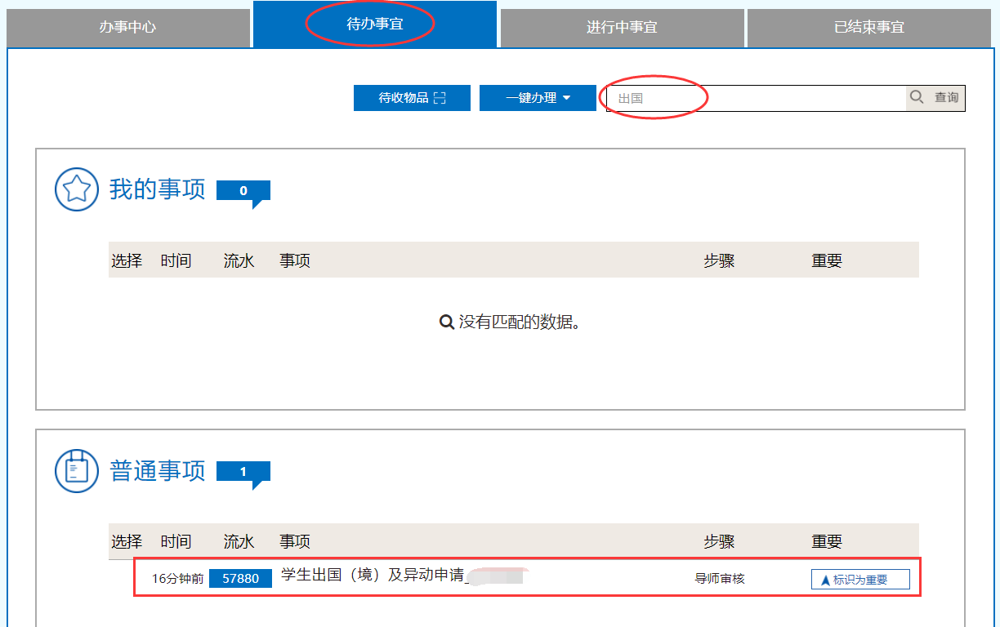 办事中心 待办事宜 进行中事宜 已结束事宜
待收物品 一键办理 出国 查询
我的事项 0
选择 时间 流水 事项 步骤 重要
没有匹配的数据。
普通事项 1
选择 时间 流水 事项 步骤 重要
16分钟前 57880 学生出国（境）及异动申请_ 导师审核 标识为重要